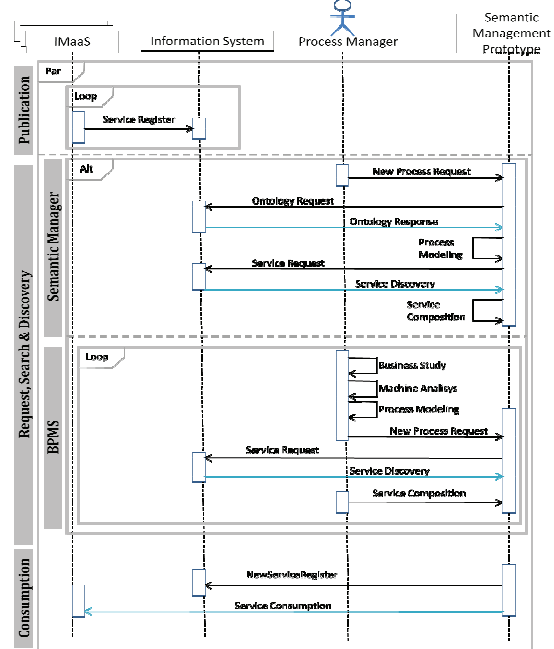 Semantic
Management
Prototype
IMaaS
Information System
Process Manager
Par
Loop
Service Register
Publication
Alt
New Process Request
Ontology Request
Ontology Response
Process
Modeling
Service Request
Service Discovery
Service
Composition
Semantic Manager
Request, Search & Discovery
Loop
Business Study
Machine Analisys
Process Modeling
New Process Request
Service Request
Service Discovery
Service Composition
BPMS
NewServiceRegister
Service Consumption
Consumption